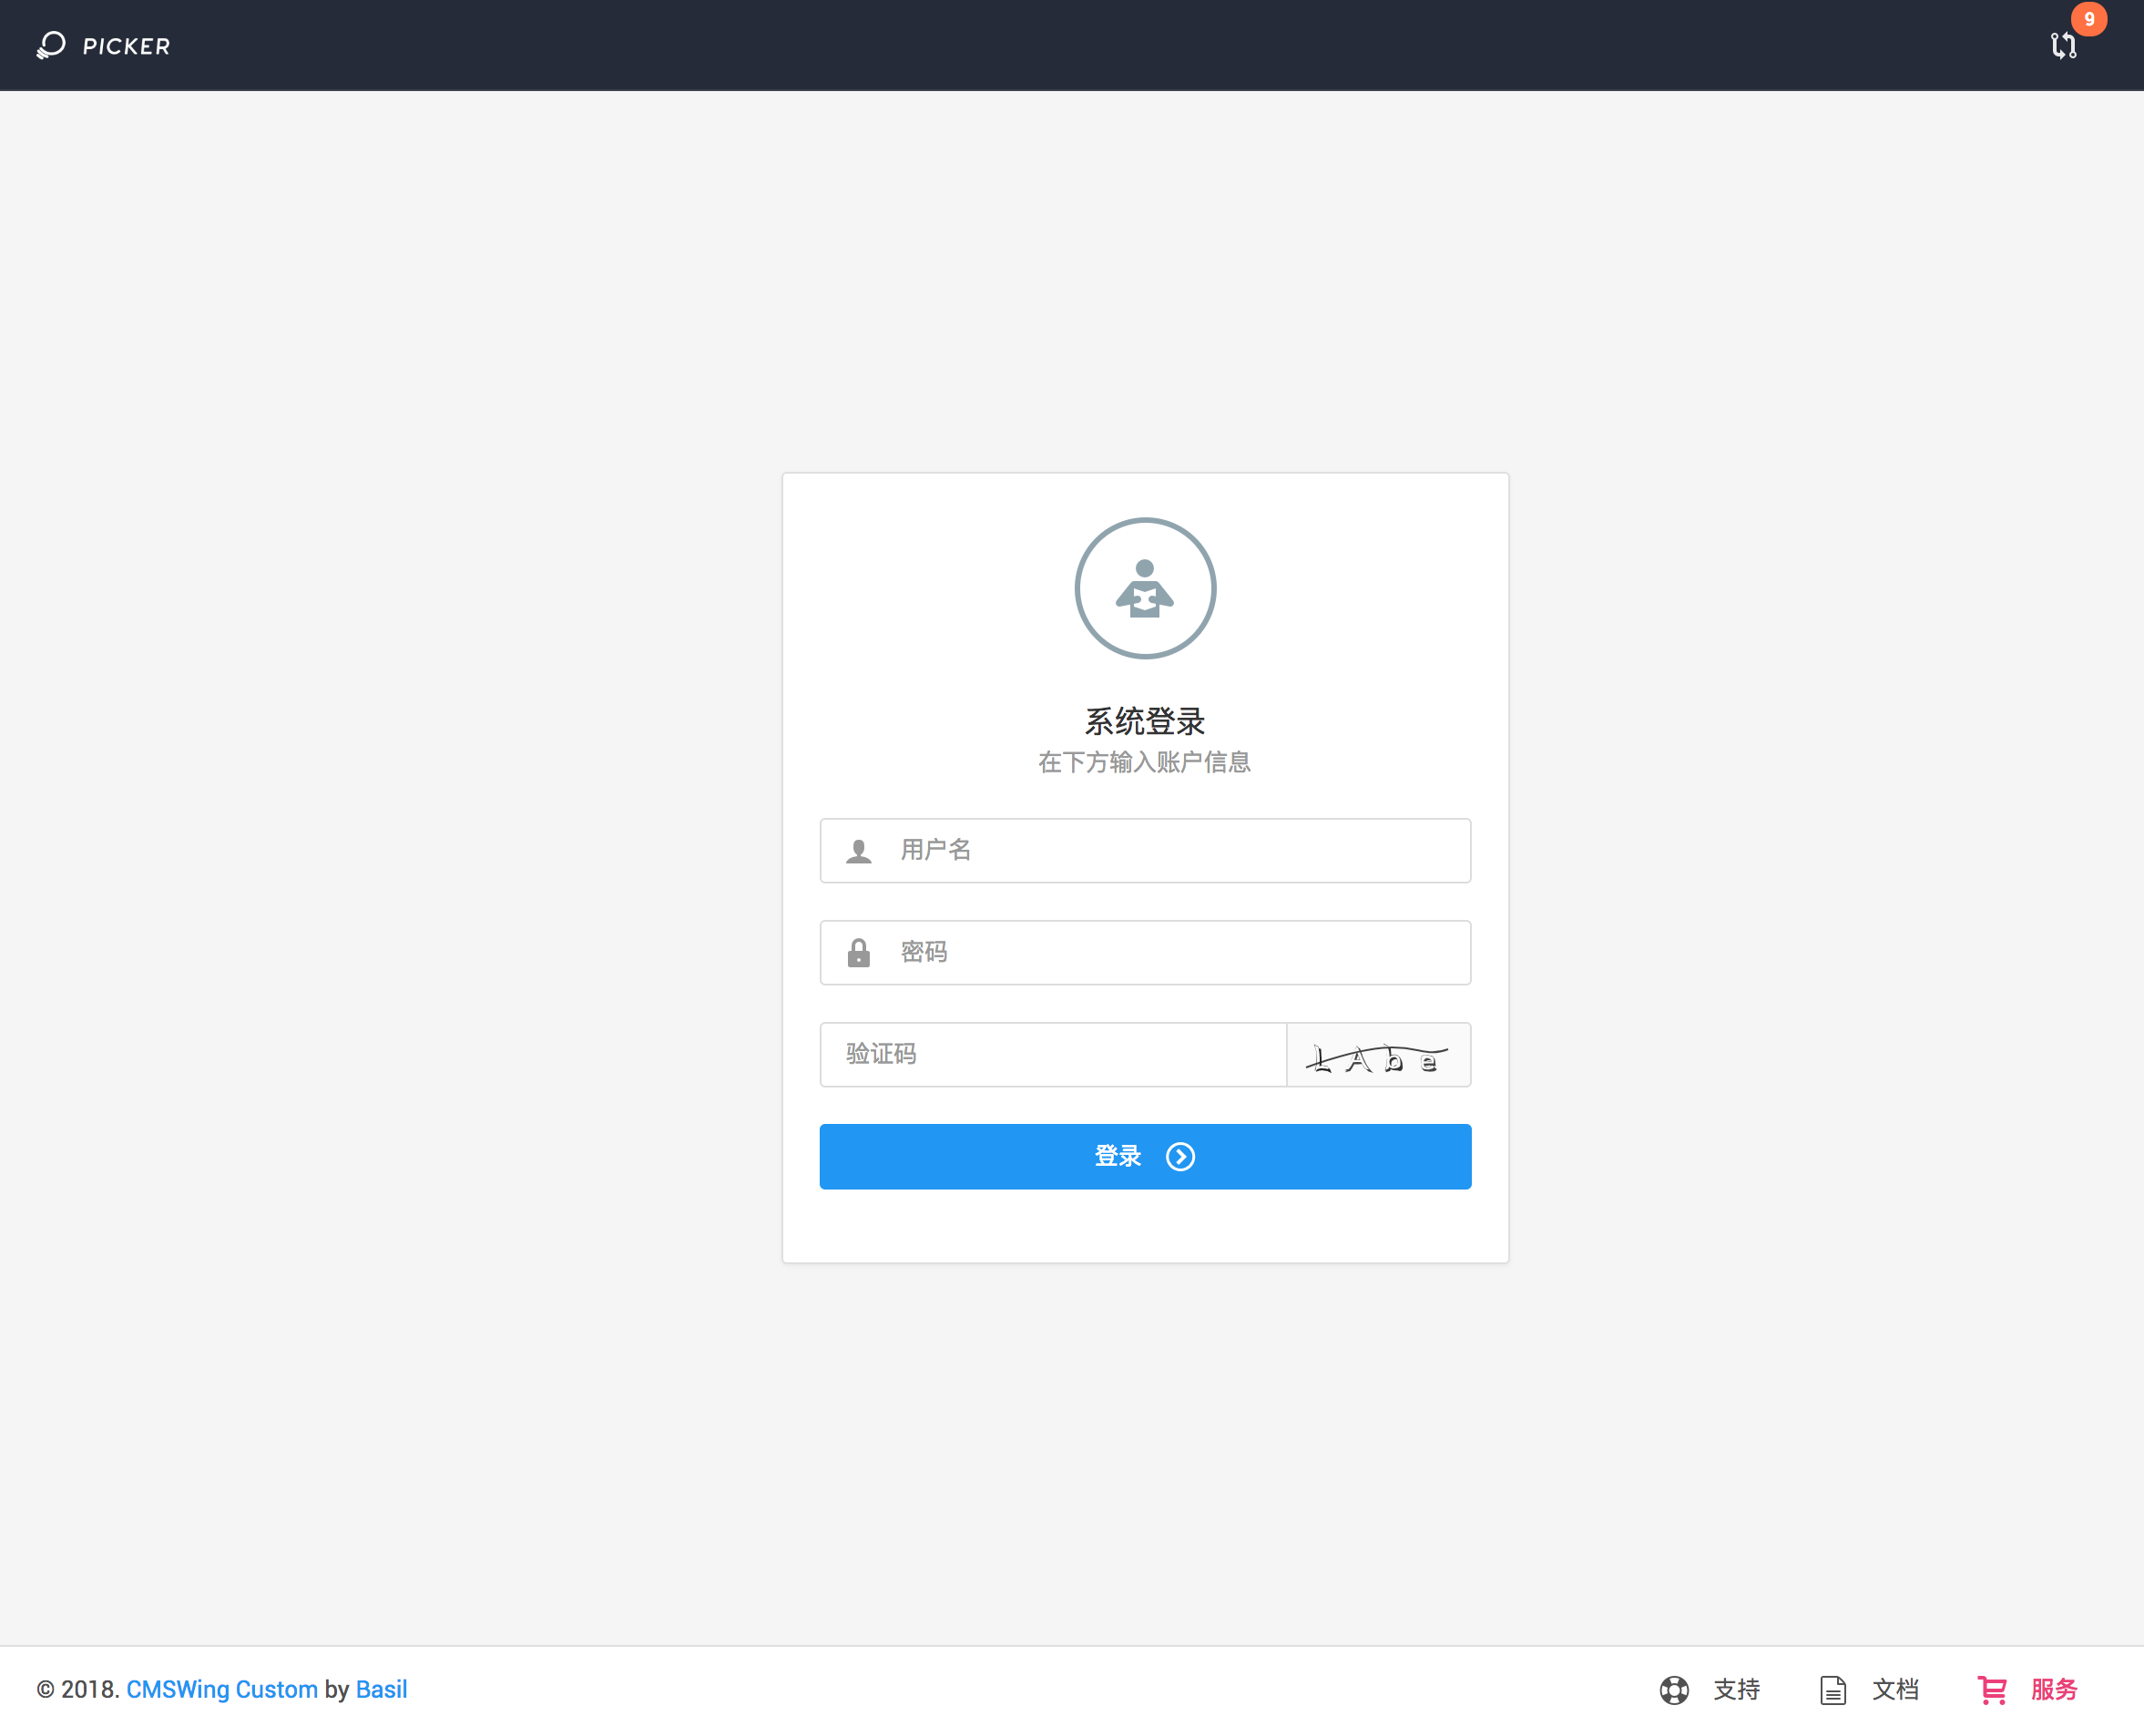 PICKER
9
系统登录
在下方输入账户信息
用户名
密码
验证码
LAbe
登录
© 2018. CMSWing Custom by Basil
支持
文档
服务